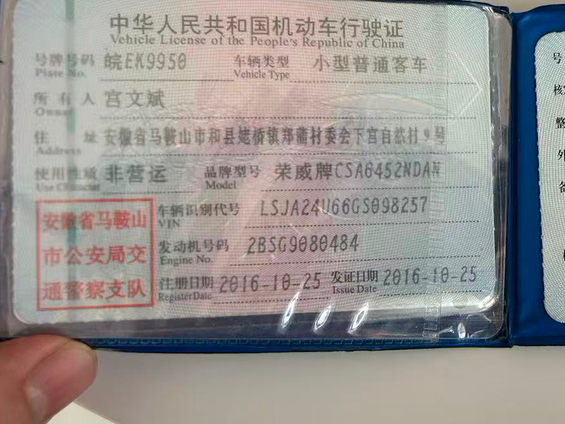 中华人民共和国机动车行驶证
Vehicle License of the People's Republic of China
号牌号码 皖EK9950 车辆类型 小型普通客车
Plate No. Vehicle Type
所有人 宫文斌
Owner
住址 安徽省马鞍山市和县姥桥镇郑蒲村委会下宫自然村9号
Address
使用性质 非营运 品牌型号 荣威牌CSA6452NDAN
Use Character Model
安徽省马鞍山
市公安局交
通警察支队
车辆识别代号 LSJA24U66GS098257
VIN
发动机号码 2BSG9080484
Engine No.
注册日期 2016-10-25 发证日期 2016-10-25
Register Date Issue Date
号
核
整
外
备